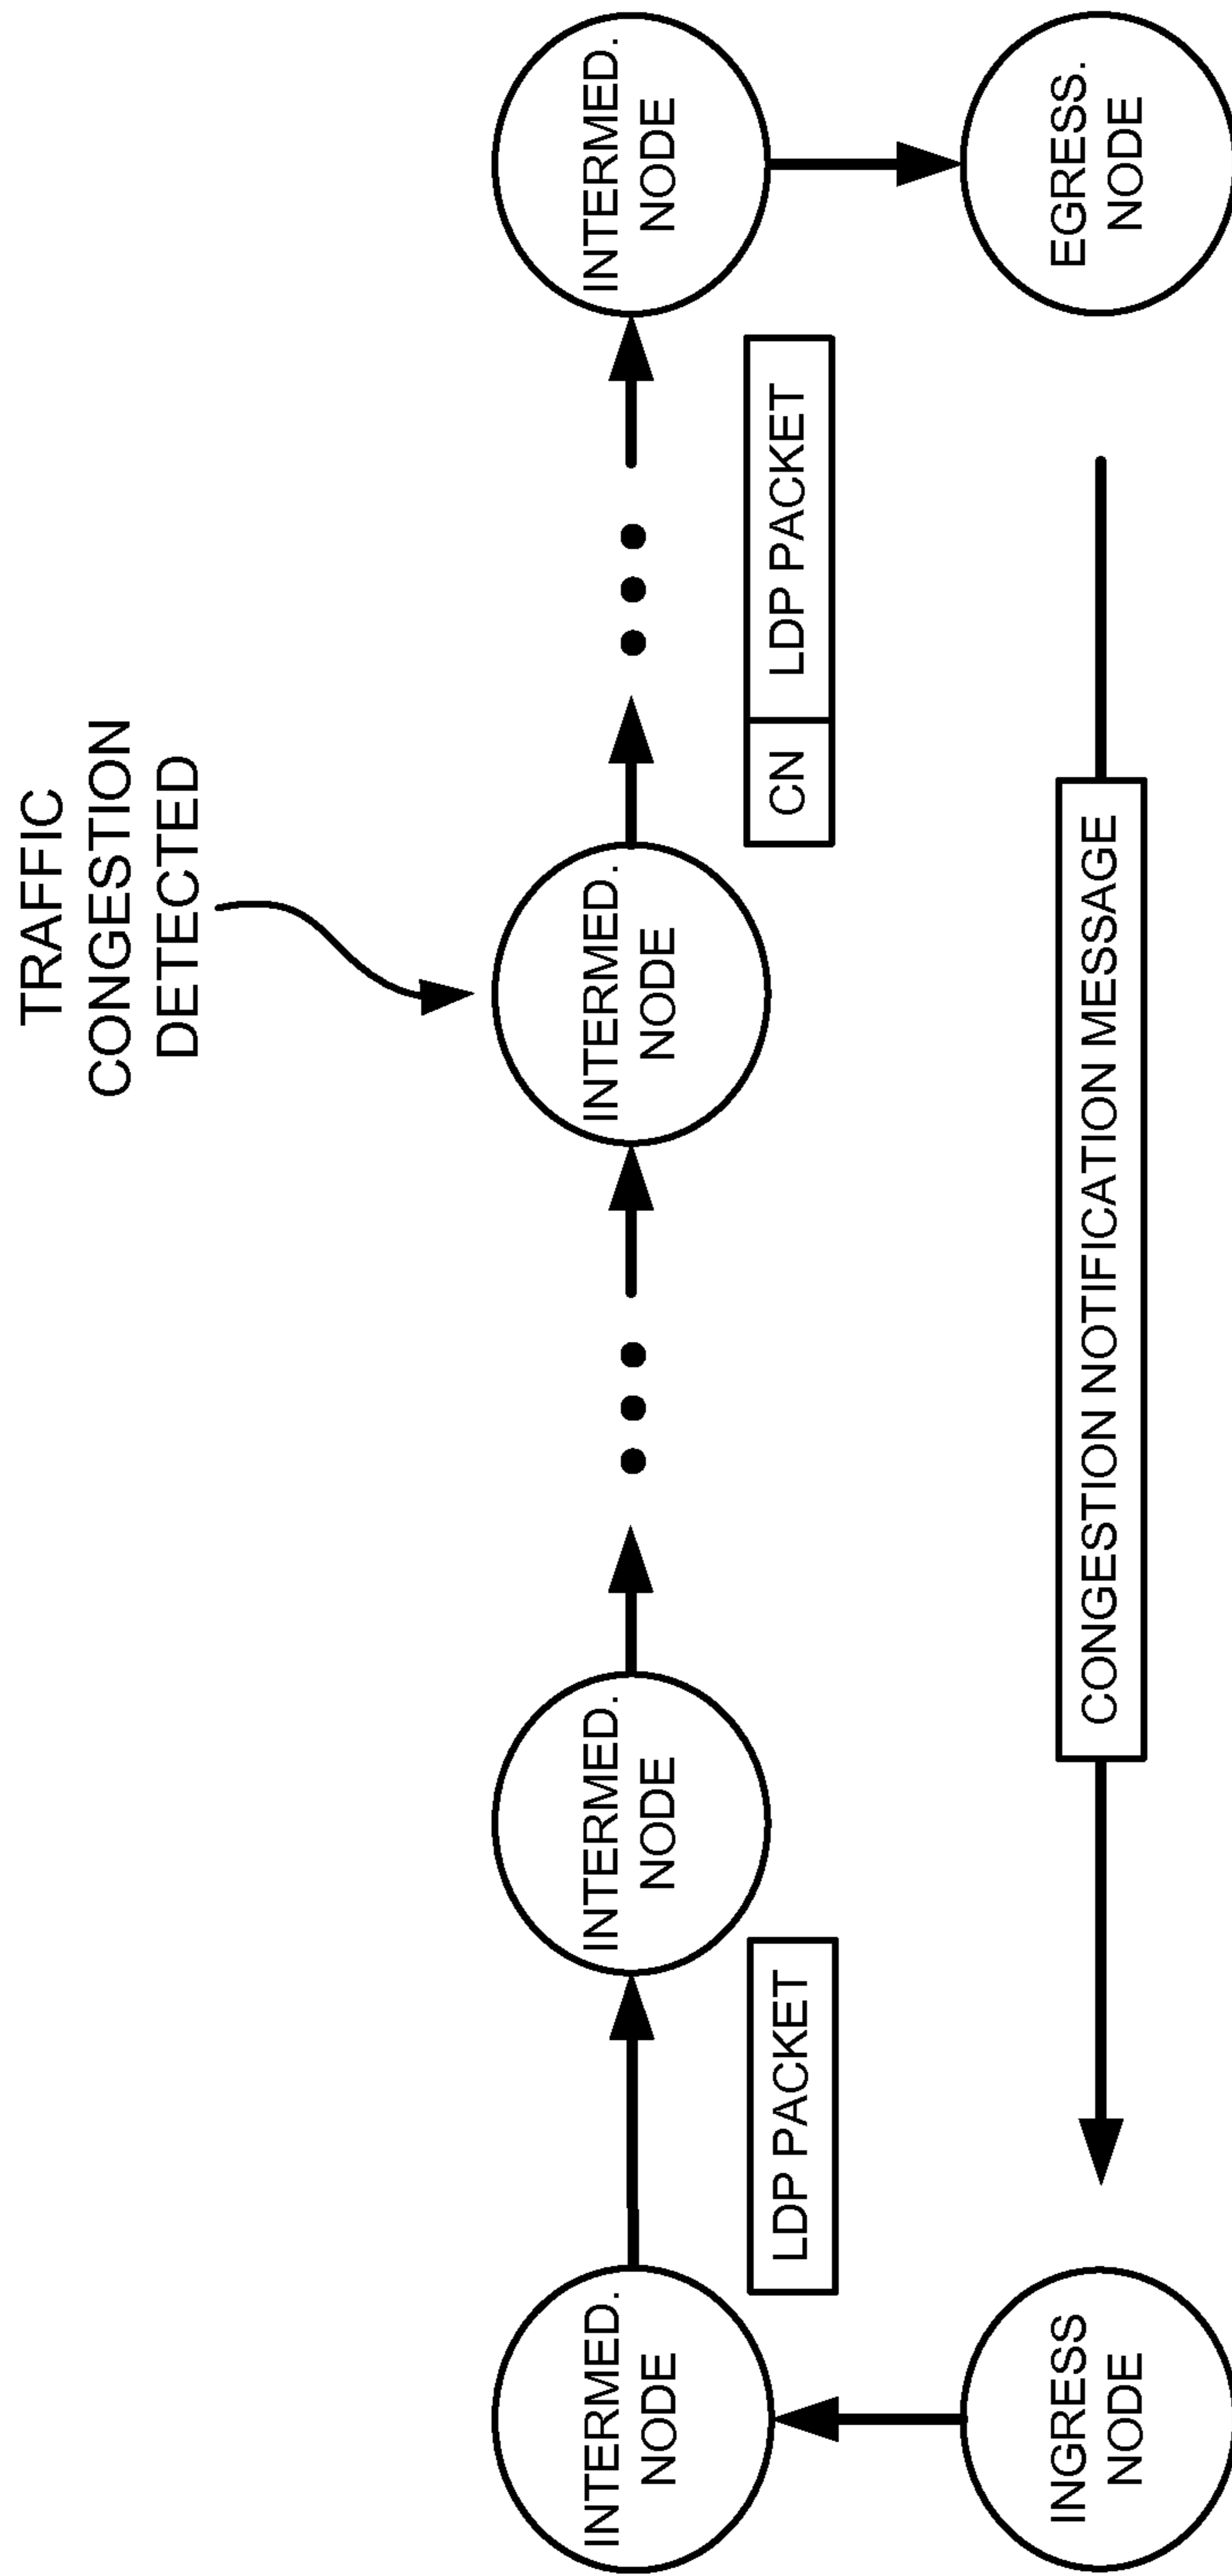 TRAFFIC
CONGESTION
DETECTED
INTERMED.
NODE
INTERMED.
NODE
INTERMED.
NODE
INTERMED.
NODE
LDP PACKET
CN
LDP PACKET
INGRESS
NODE
CONGESTION NOTIFICATION MESSAGE
EGRESS.
NODE